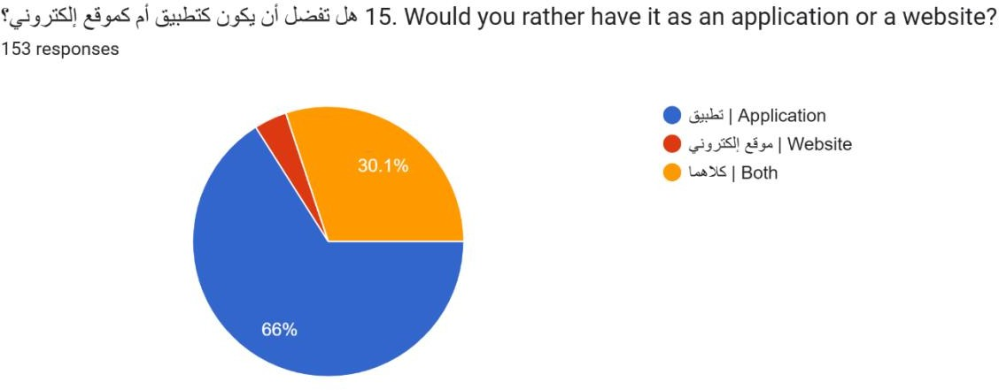 15. Would you rather have it as an application or a website? هل تفضل أن يكون كتطبيق أم كموقع إلكتروني؟
153 responses
30.1%
66%
تطبيق | Application
موقع إلكتروني | Website
كلاهما | Both